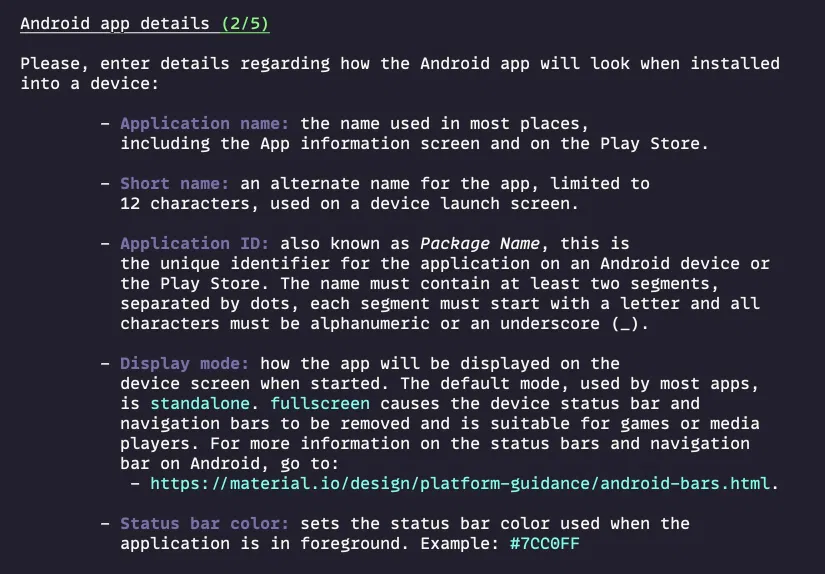 Android app details (2/5)
Please, enter details regarding how the Android app will look when installed
into a device:
- Application name: the name used in most places,
including the App information screen and on the Play Store.
- Short name: an alternate name for the app, limited to
12 characters, used on a device launch screen.
- Application ID: also known as Package Name, this is
the unique identifier for the application on an Android device or
the Play Store. The name must contain at least two segments,
separated by dots, each segment must start with a letter and all
characters must be alphanumeric or an underscore (_).
- Display mode: how the app will be displayed on the
device screen when started. The default mode, used by most apps,
is standalone. fullscreen causes the device status bar and
navigation bars to be removed and is suitable for games or media
players. For more information on the status bars and navigation
bar on Android, go to:
- https://material.io/design/platform-guidance/android-bars.html.
- Status bar color: sets the status bar color used when the
application is in foreground. Example: #7CC0FF